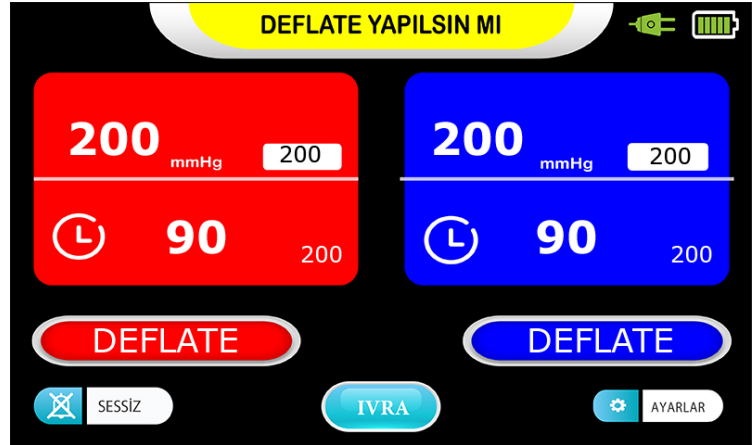 DEFLATE YAPILSIN MI
200 mmHg 200
200 mmHg 200
90 200
90 200
DEFLATE
DEFLATE
SESSİZ
IVRA
AYARLAR